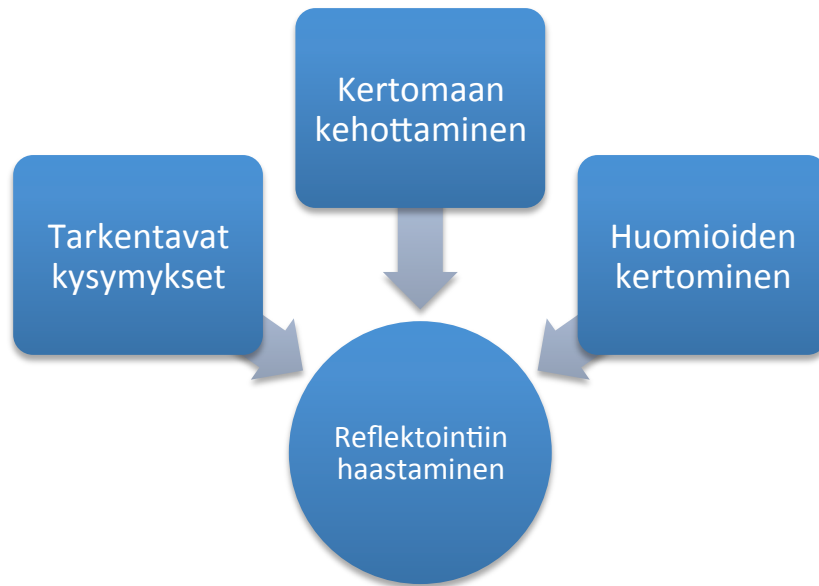 Kertomaan
kehottaminen
Tarkentavat
kysymykset
Huomioiden
kertominen
Reflektointiin
haastaminen